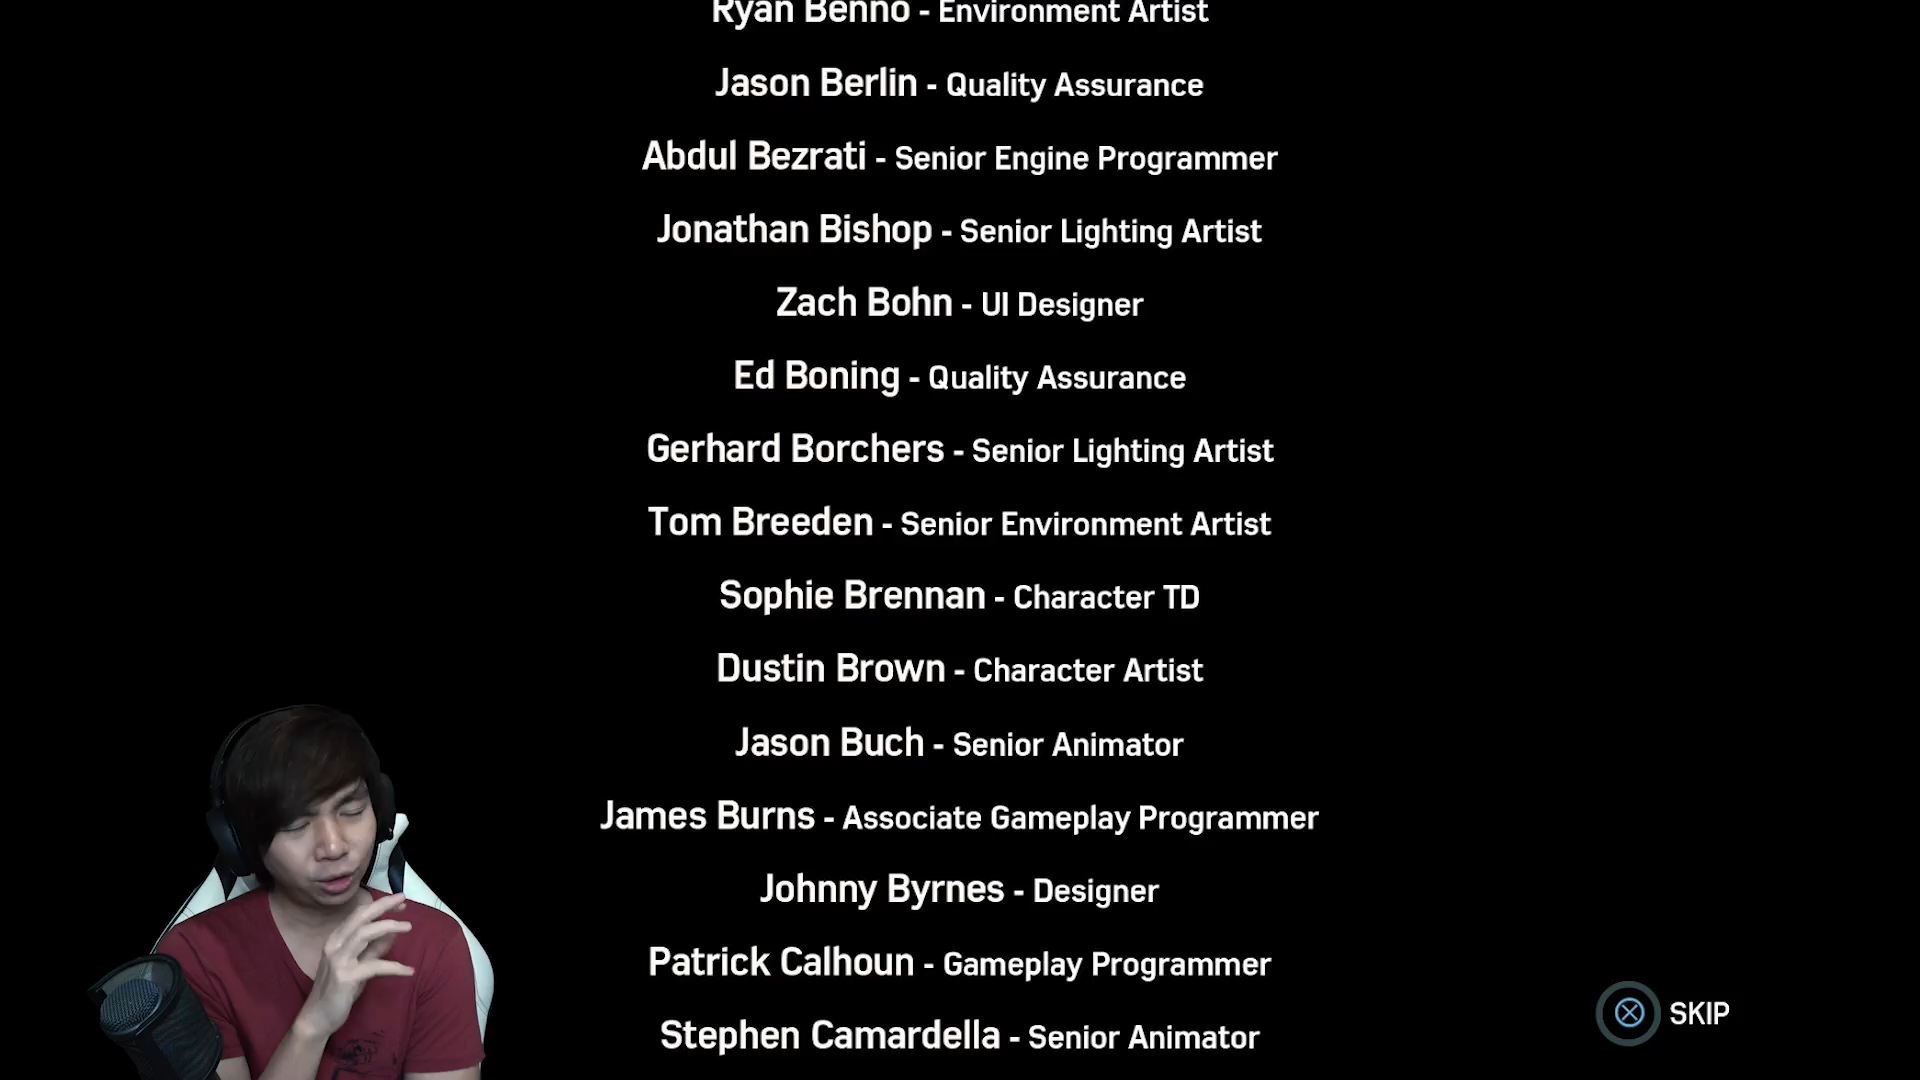 Ryan Benno - Environment Artist
Jason Berlin - Quality Assurance
Abdul Bezrati - Senior Engine Programmer
Jonathan Bishop - Senior Lighting Artist
Zach Bohn - UI Designer
Ed Boning - Quality Assurance
Gerhard Borchers - Senior Lighting Artist
Tom Breeden - Senior Environment Artist
Sophie Brennan - Character TD
Dustin Brown - Character Artist
Jason Buch - Senior Animator
James Burns - Associate Gameplay Programmer
Johnny Byrnes - Designer
Patrick Calhoun - Gameplay Programmer
Stephen Camardella - Senior Animator
SKIP